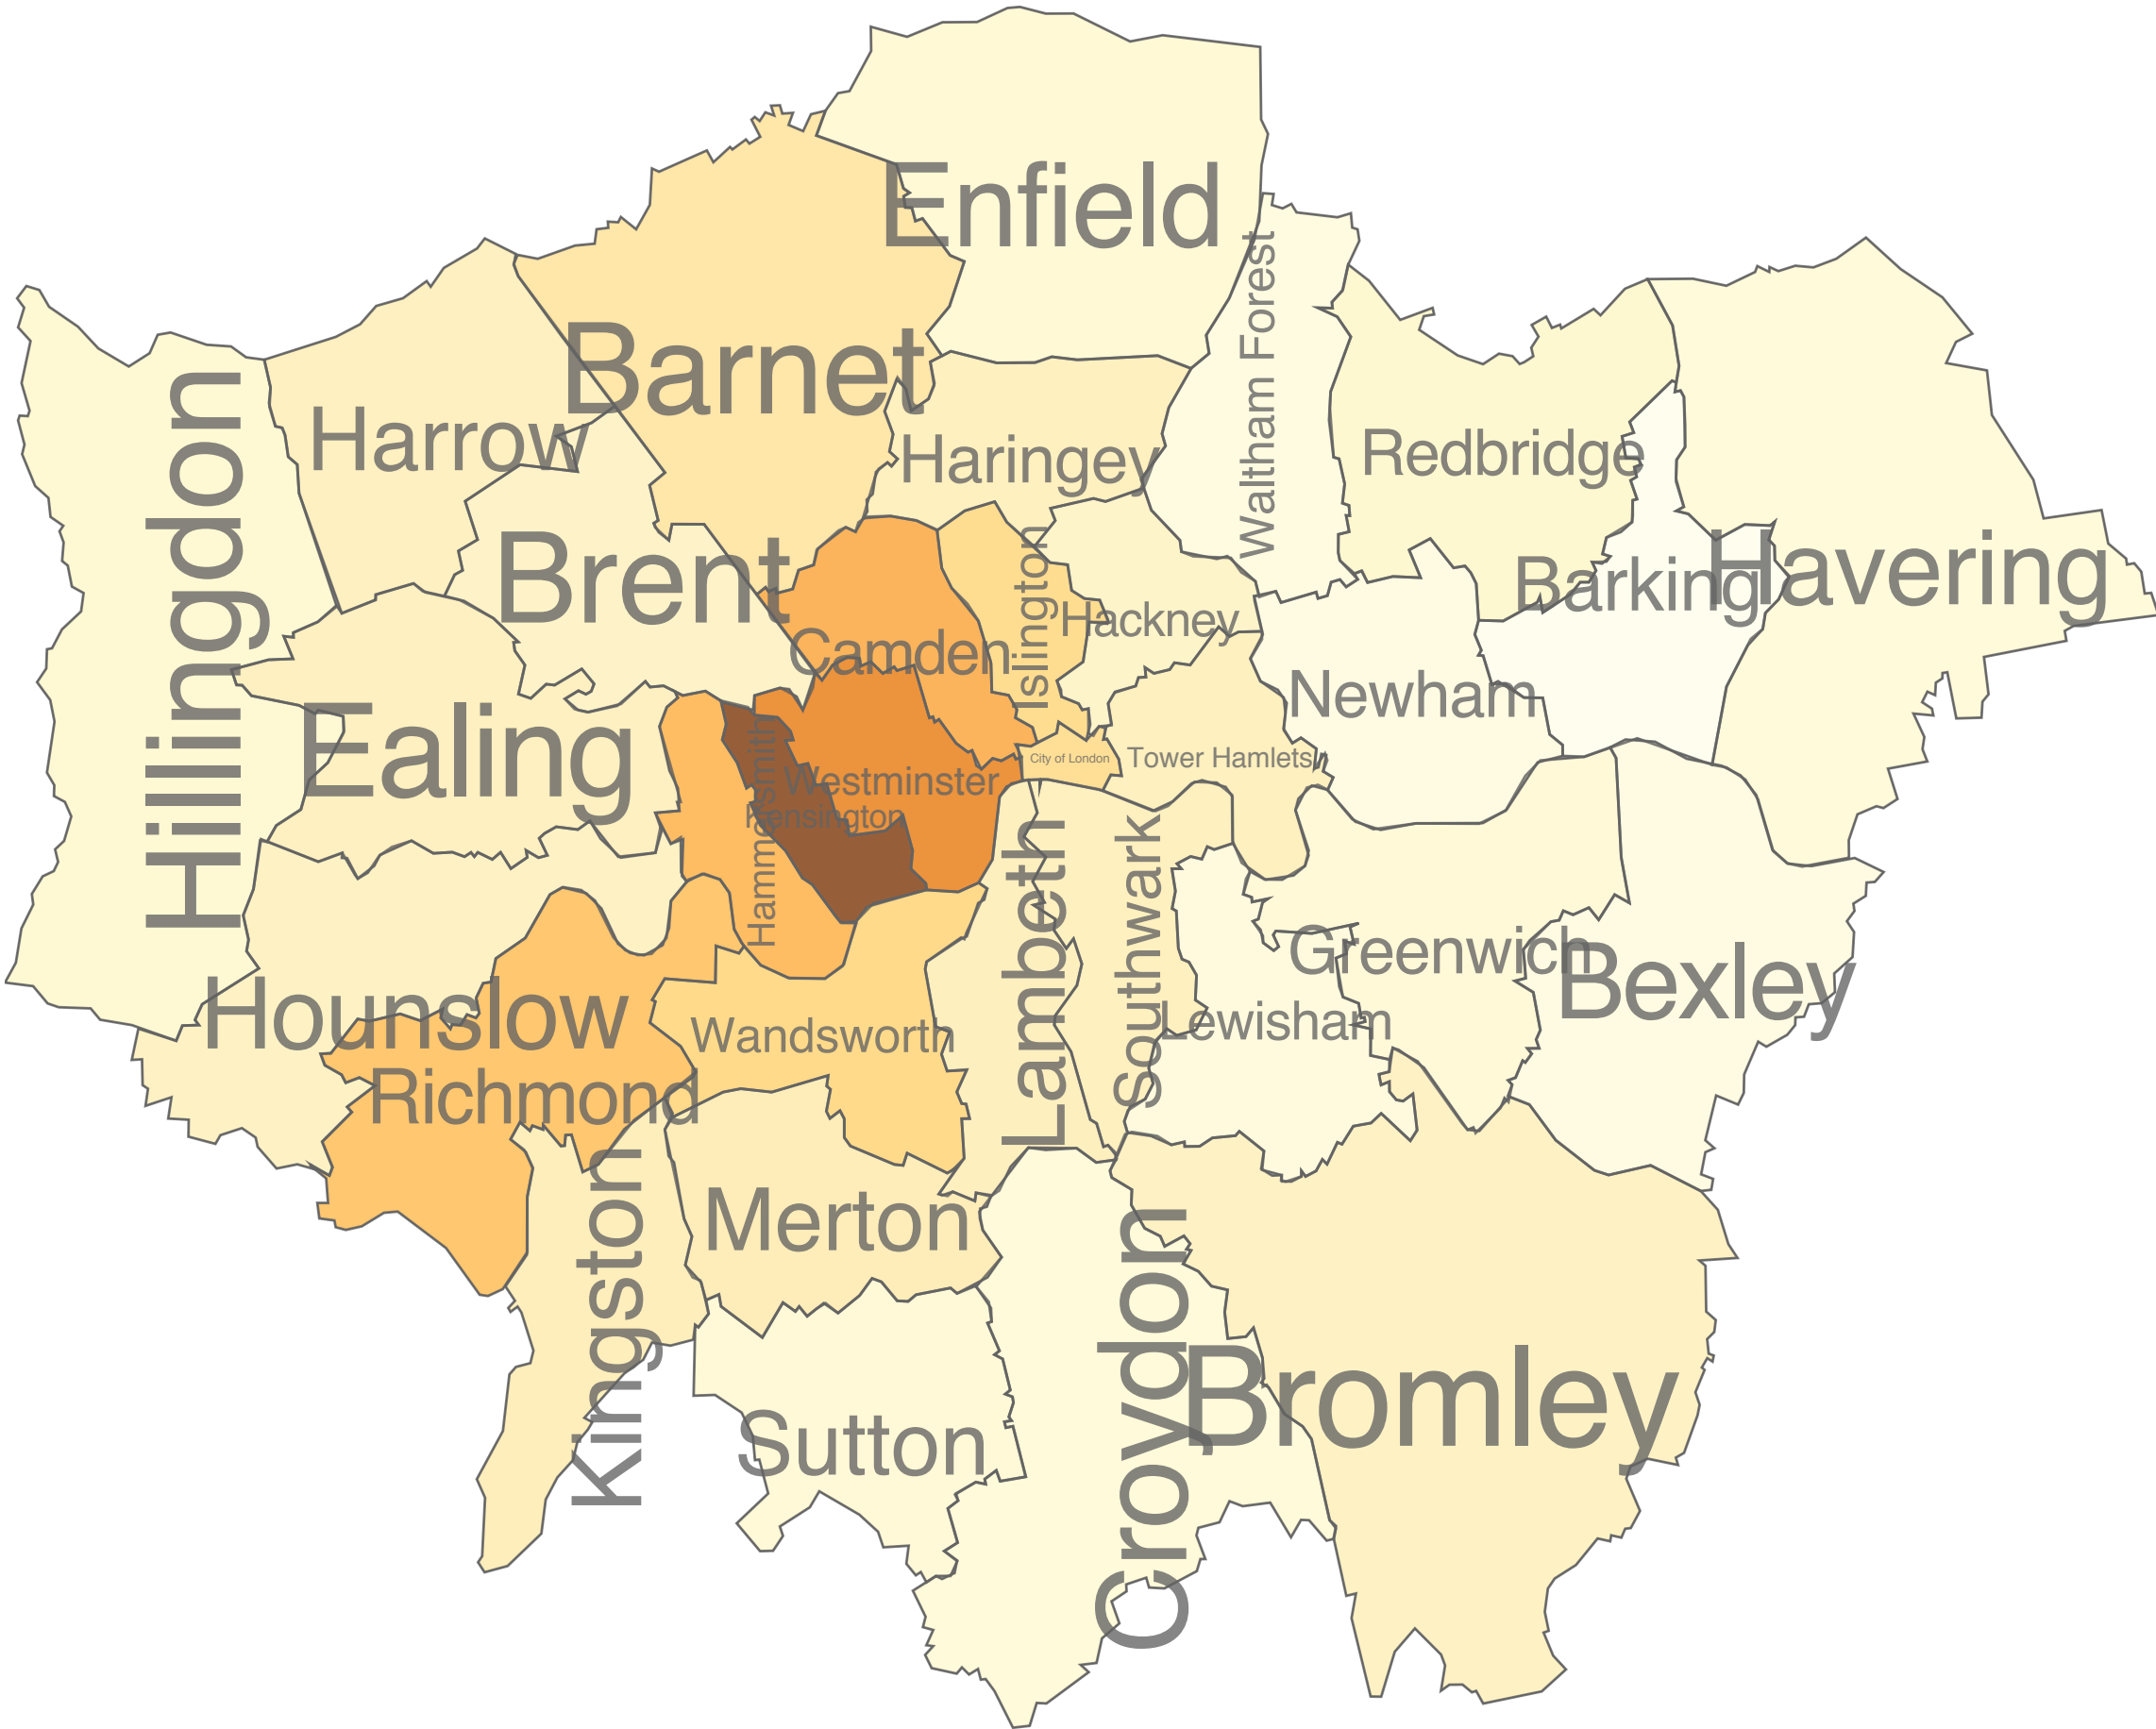 Enfield
Waltham Forest
Barnet
Harrow
Haringey
Redbridge
Hillingdon
Brent
Islington
Hackney
Barking
Havering
Camden
Ealing
Newham
Hammersmith
Westminster
City of London
Tower Hamlets
Kensington
Lambeth
Southwark
Greenwich
Bexley
Hounslow
Wandsworth
Lewisham
Richmond
Kingston
Merton
Croydon
Bromley
Sutton